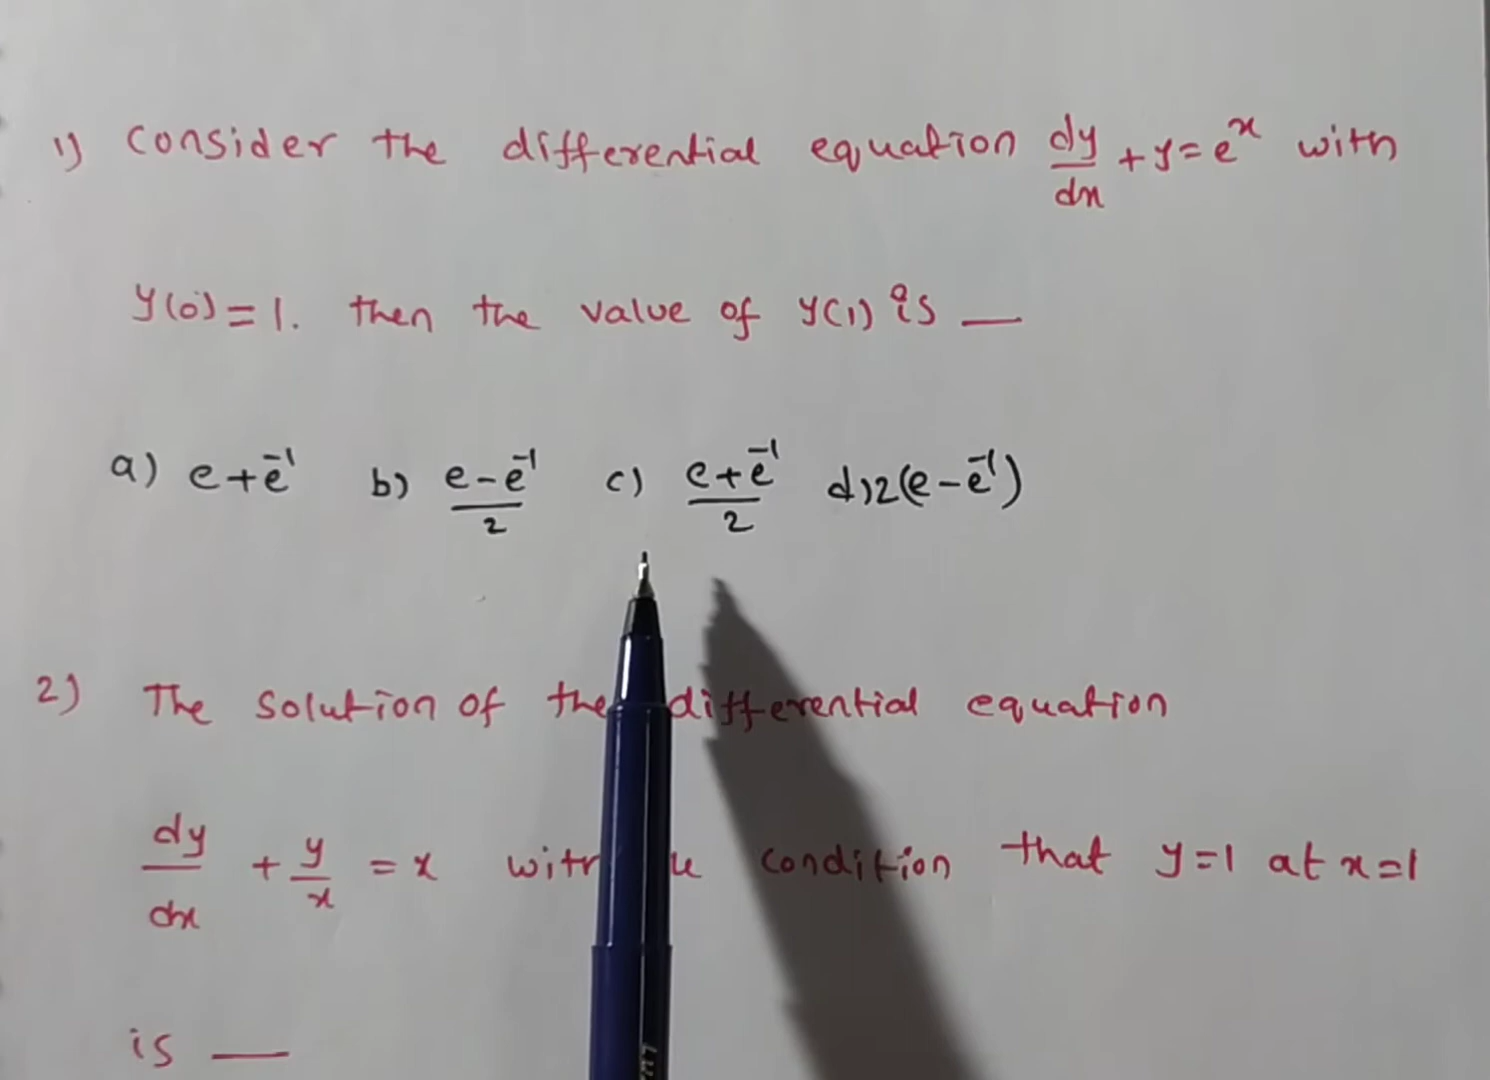 1) Consider the differential equation dy/dx + y = e^x with
y(0) = 1. Then the value of y(1) is __
a) e + e^-1 b) (e - e^-1)/2 c) (e + e^-1)/2 d) 2(e - e^-1)
2) The solution of the differential equation
dy/dx + y/x = x condition that y = 1 at x = 1
is __